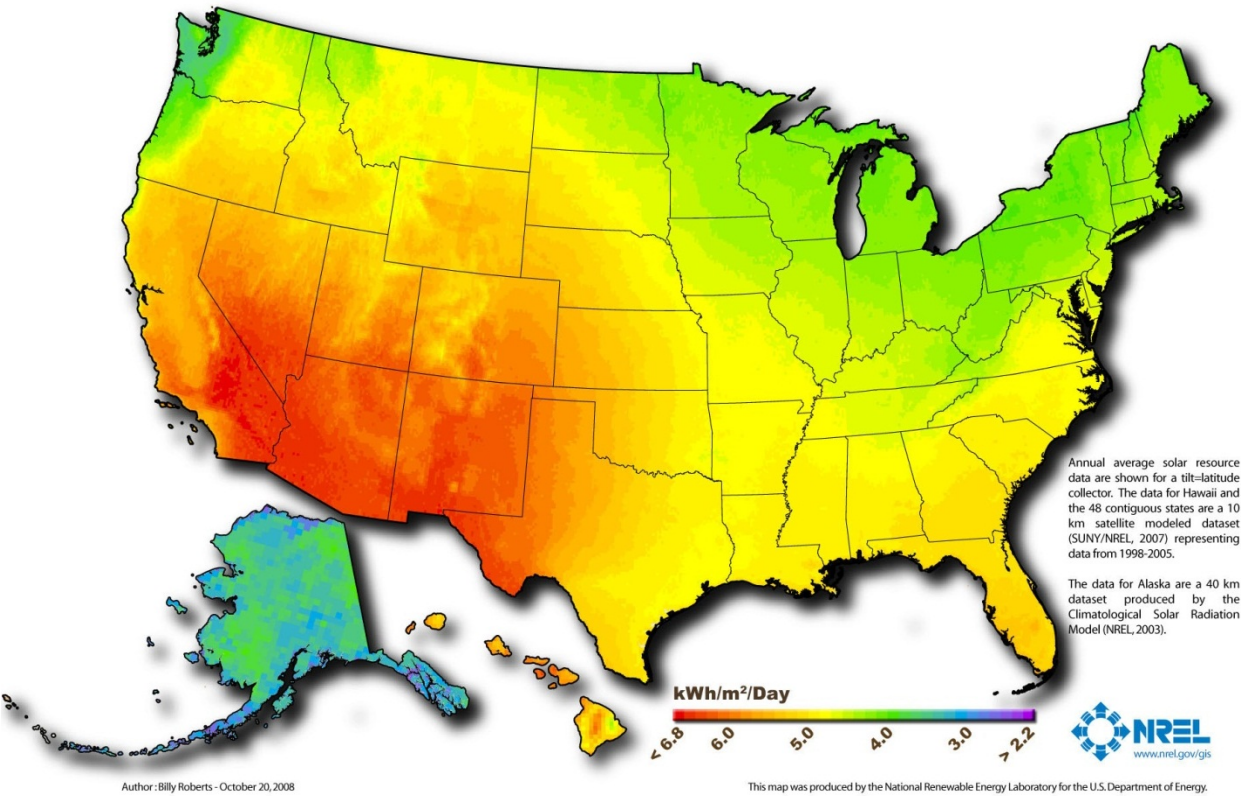 Annual average solar resource
data are shown for a tilt=latitude
collector. The data for Hawaii and
the 48 contiguous states are a 10
km satellite modeled dataset
(SUNY/NREL, 2007) representing
data from 1998-2005.
The data for Alaska are a 40 km
dataset produced by the
Climatological Solar Radiation
Model (NREL, 2003).
kWh/m²/Day
< 6.8 6.0 5.0 4.0 3.0 > 2.2
NREL
www.nrel.gov/gis
Author : Billy Roberts - October 20, 2008
This map was produced by the National Renewable Energy Laboratory for the U.S. Department of Energy.